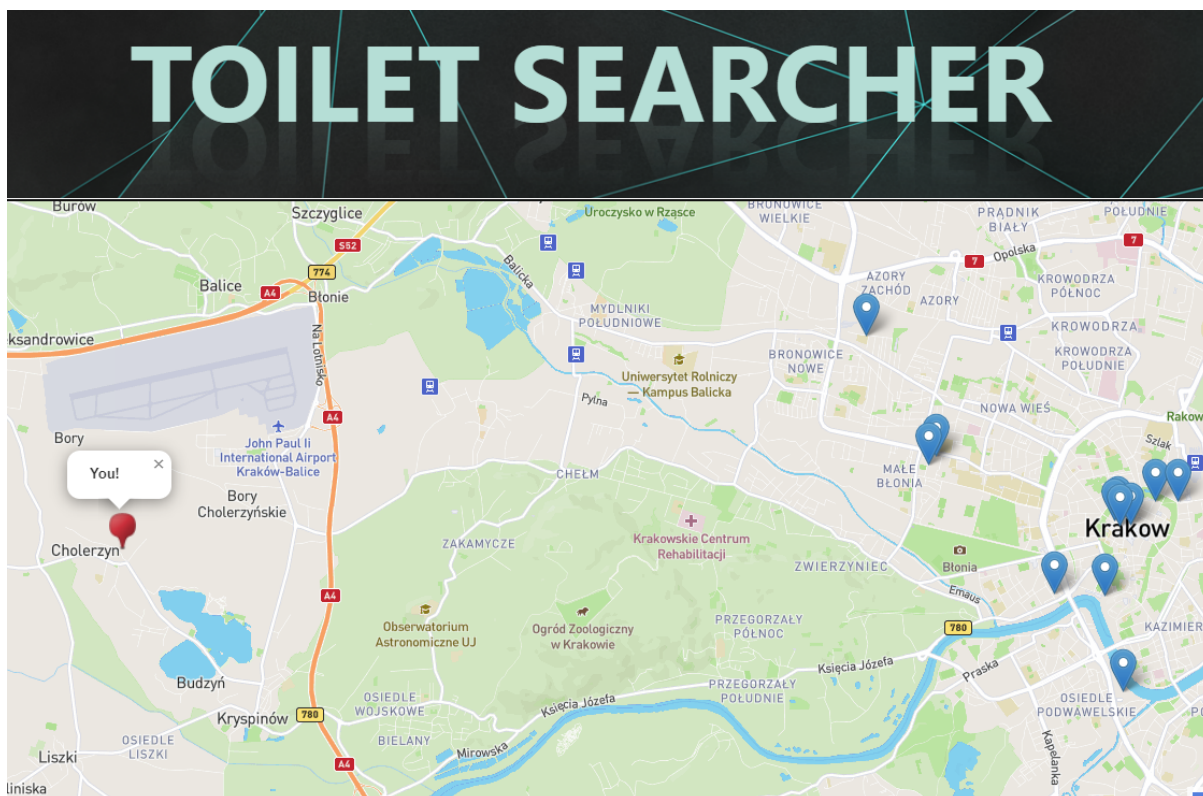 TOILET SEARCHER
Burów
Szczyglice
Uroczysko w Rząsce
BRONOWICE
WIELKIE
PRĄDNIK
BIAŁY
POŁUDNIE
S52
7
Opolska
7
774
Balicka
Balice
A4
Błonie
AZORY
ZACHÓD
AZORY
KROWODRZA
PÓŁNOC
MYDLNIKI
POŁUDNIOWE
ksandrowice
Na Lotnisko
KROWODRZA
BRONOWICE
NOWE
KROWODRZA
POŁUDNIE
Uniwersytet Rolniczy
— Kampus Balicka
Pylna
NOWA WIEŚ
A4
Rakow
Bory
John Paul Ii
International Airport
Kraków-Balice
Szlak
You!
×
CHEŁM
MAŁE
BŁONIA
Bory
Cholerzyńskie
Krakow
Cholerzyn
ZAKAMYCZE
Krakowskie Centrum
Rehabilitacji
ZWIERZYNIEC
Błonia
A4
Emaus
Obserwatorium
Astronomiczne UJ
Ogród Zoologiczny
w Krakowie
PRZEGORZAŁY
PÓŁNOC
780
KAZIMIER
Księcia Józefa
Praska
Budzyń
PRZEGORZAŁY
POŁUDNIE
OSIEDLE
WOJSKOWE
Księcia Józefa
OSIEDLE
PODWAWELSKIE
Kryspinów
780
BIELANY
Mirowska
OSIEDLE
LISZKI
Kapelanka
Liszki
A4
liniska